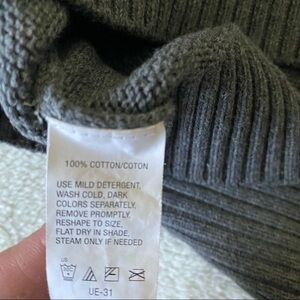 100% COTTON/COTON
USE MILD DETERGENT,
WASH COLD, DARK
COLORS SEPARATELY,
REMOVE PROMPTLY,
RESHAPE TO SIZE,
FLAT DRY IN SHADE,
STEAM ONLY IF NEEDED
US
UE-31